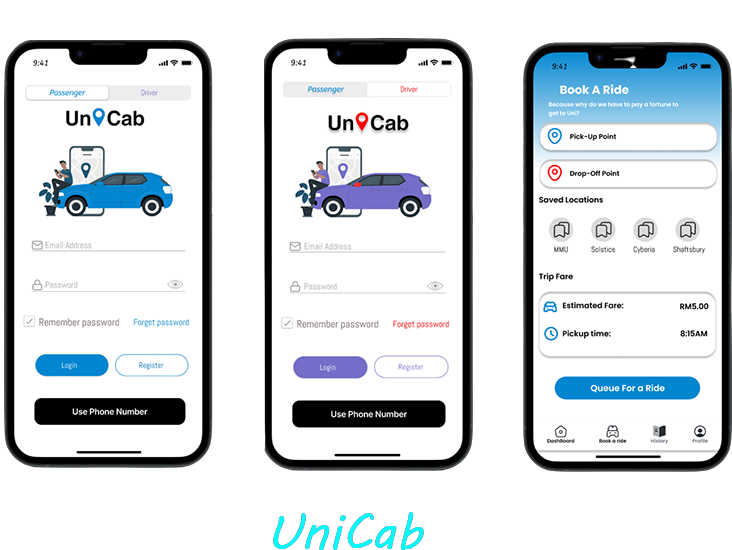 9:41
Passenger Driver
UniCab
Email Address
Password
Remember password Forget password
Login Register
Use Phone Number
9:41
Passenger Driver
UniCab
Email Address
Password
Remember password Forget password
Login Register
Use Phone Number
9:41
Book A Ride
Because why do we have to pay a fortune to
get to Uni?
Pick-Up Point
Drop-Off Point
Saved Locations
MMU Solstice Cyberia Shaftsbury
Trip Fare
Estimated Fare: RM5.00
Pickup time: 8:15AM
Queue For a Ride
DashBoard Book a ride History Profile
UniCab